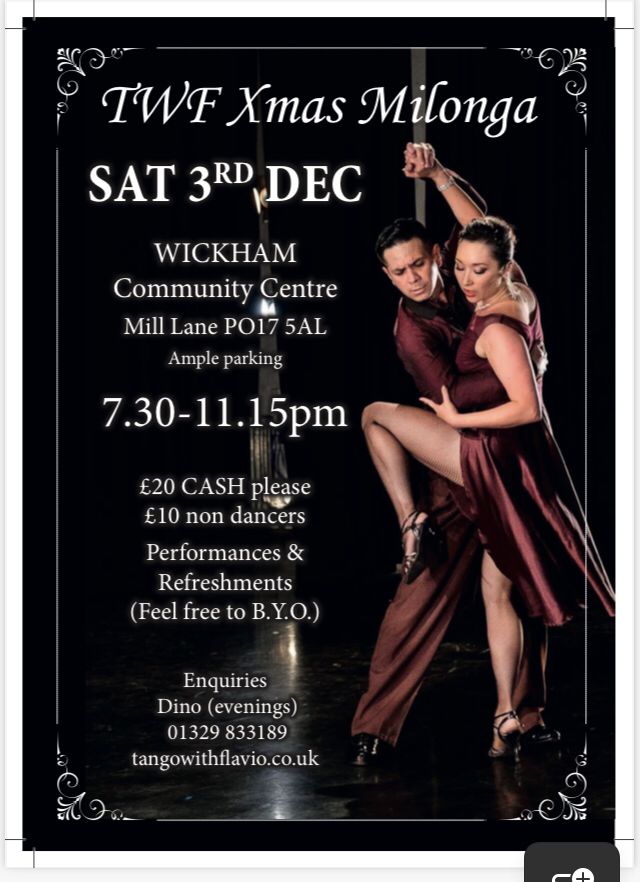 TWF Xmas Milonga
SAT 3RD DEC
WICKHAM
Community Centre
Mill Lane PO17 5AL
Ample parking
7.30-11.15pm
£20 CASH please
£10 non dancers
Performances &
Refreshments
(Feel free to B.Y.O.)
Enquiries
Dino (evenings)
01329 833189
tangowithflavio.co.uk